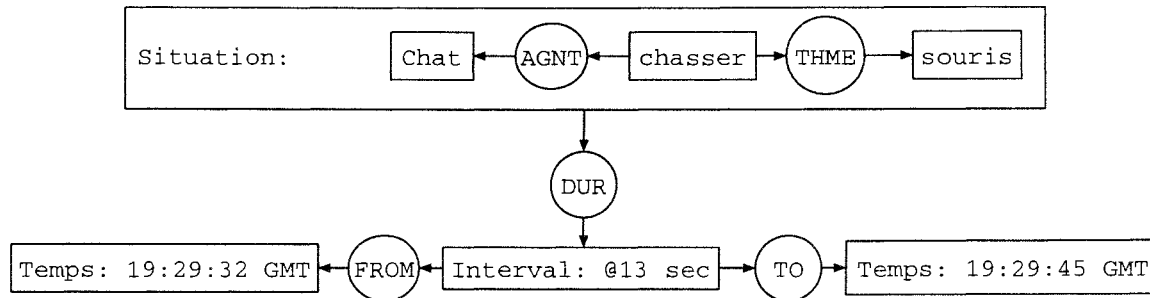 Situation: Chat AGNT chasser THME souris
DUR
Temps: 19:29:32 GMT FROM Interval: @13 sec TO Temps: 19:29:45 GMT